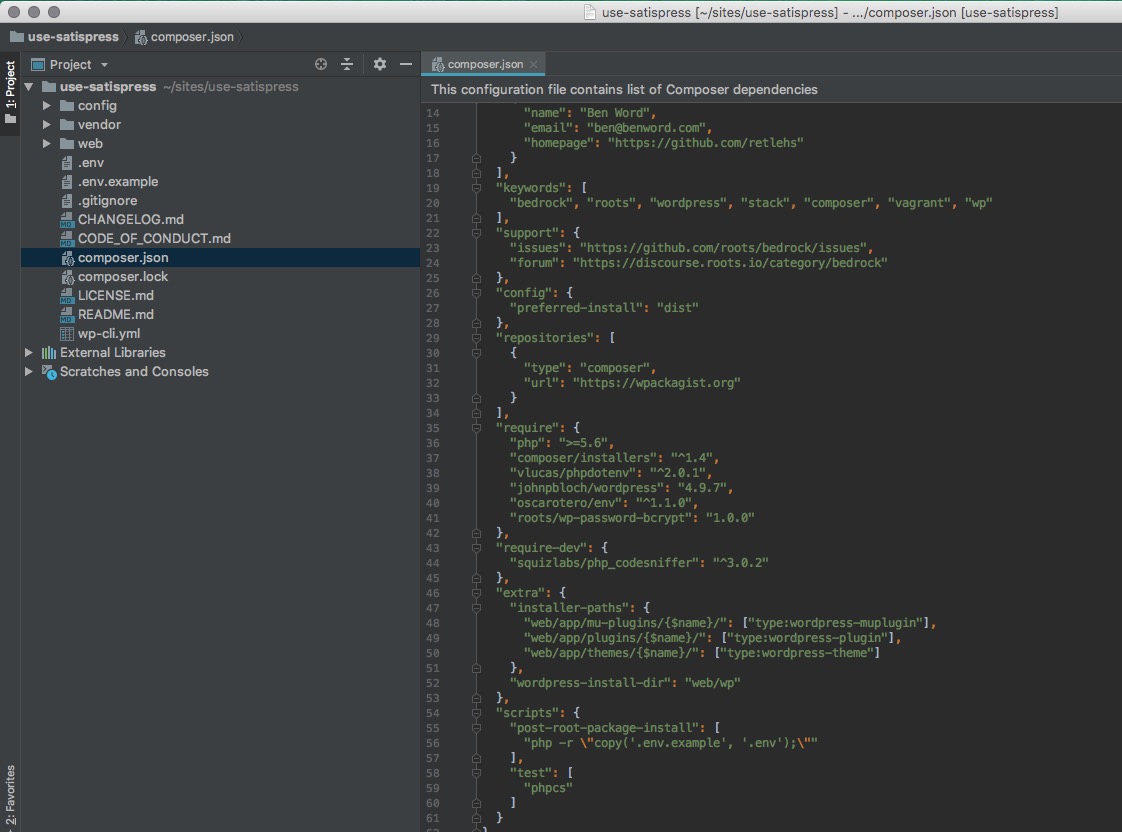 use-satispress [~/sites/use-satispress] - .../composer.json [use-satispress]
use-satispress
composer.json
1: Project
Project
use-satispress ~/sites/use-satispress
config
vendor
web
.env
.env.example
.gitignore
CHANGELOG.md
CODE_OF_CONDUCT.md
composer.json
composer.lock
LICENSE.md
README.md
wp-cli.yml
External Libraries
Scratches and Consoles
2: Favorites
composer.json
This configuration file contains list of Composer dependencies
14 "name": "Ben Word",
15 "email": "ben@benword.com",
16 "homepage": "https://github.com/retlehs"
17 }
18 ],
19 "keywords": [
20 "bedrock", "roots", "wordpress", "stack", "composer", "vagrant", "wp"
21 ],
22 "support": {
23 "issues": "https://github.com/roots/bedrock/issues",
24 "forum": "https://discourse.roots.io/category/bedrock"
25 },
26 "config": {
27 "preferred-install": "dist"
28 },
29 "repositories": [
30 {
31 "type": "composer",
32 "url": "https://wpackagist.org"
33 }
34 ],
35 "require": {
36 "php": ">=5.6",
37 "composer/installers": "^1.4",
38 "vlucas/phpdotenv": "^2.0.1",
39 "johnpbloch/wordpress": "4.9.7",
40 "oscarotero/env": "^1.1.0",
41 "roots/wp-password-bcrypt": "1.0.0"
42 },
43 "require-dev": {
44 "squizlabs/php_codesniffer": "^3.0.2"
45 },
46 "extra": {
47 "installer-paths": {
48 "web/app/mu-plugins/{$name}/": ["type:wordpress-muplugin"],
49 "web/app/plugins/{$name}/": ["type:wordpress-plugin"],
50 "web/app/themes/{$name}/": ["type:wordpress-theme"]
51 },
52 "wordpress-install-dir": "web/wp"
53 },
54 "scripts": {
55 "post-root-package-install": [
56 "php -r \"copy('.env.example', '.env');\""
57 ],
58 "test": [
59 "phpcs"
60 ]
61 }